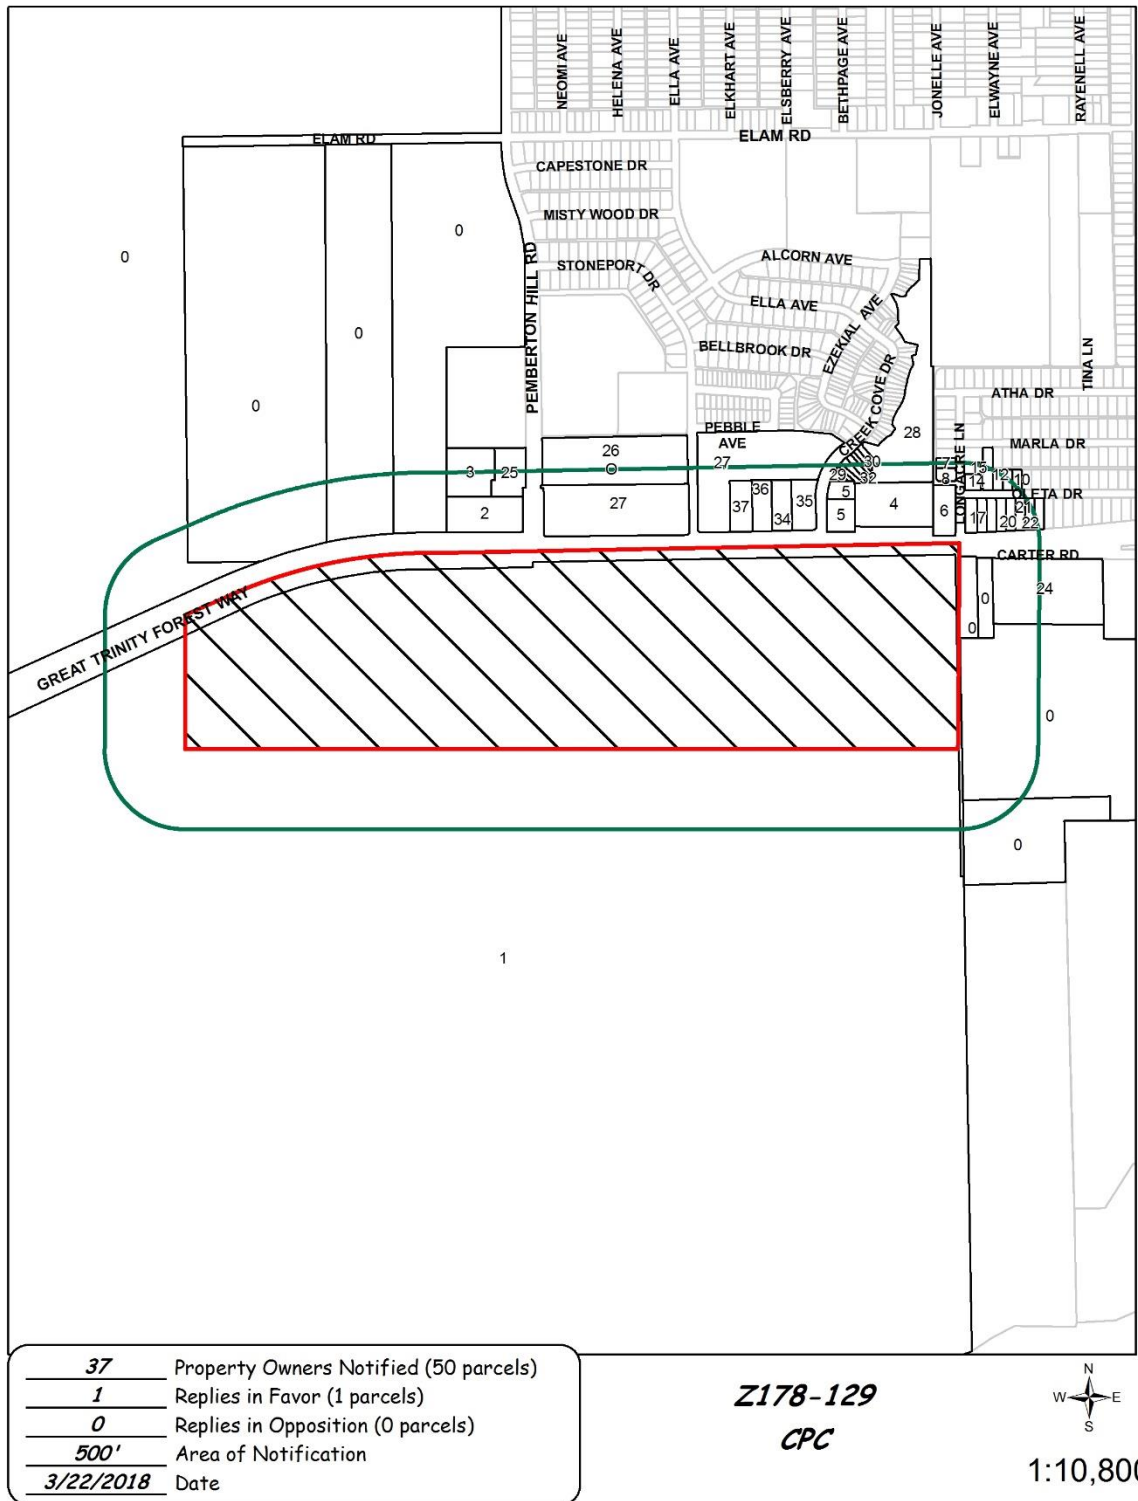 NEOMI AVE
HELENA AVE
ELLA AVE
ELKHART AVE
ELSBERRY AVE
BETHPAGE AVE
JONELLE AVE
ELWAYNE AVE
RAYENELL AVE
ELAM RD
ELAM RD
CAPESTONE DR
MISTY WOOD DR
STONEPORT DR
PEMBERTON HILL RD
ALCORN AVE
ELLA AVE
EZEKIAL AVE
BELLBROOK DR
CREEK COVE DR
TINA LN
ATHA DR
MARLA DR
LONGACRE LN
PEBBLE
AVE
OLETA DR
CARTER RD
GREAT TRINITY FOREST WAY
0
0
0
0
28
26
27
3
25
2
27
37
36
34
35
29
30
32
5
5
4
7
8
6
15
14
12
10
17
20
21
22
24
0
0
0
0
1
37 Property Owners Notified (50 parcels)
1 Replies in Favor (1 parcels)
0 Replies in Opposition (0 parcels)
500' Area of Notification
3/22/2018 Date
Z178-129
CPC
N
W E
S
1:10,800